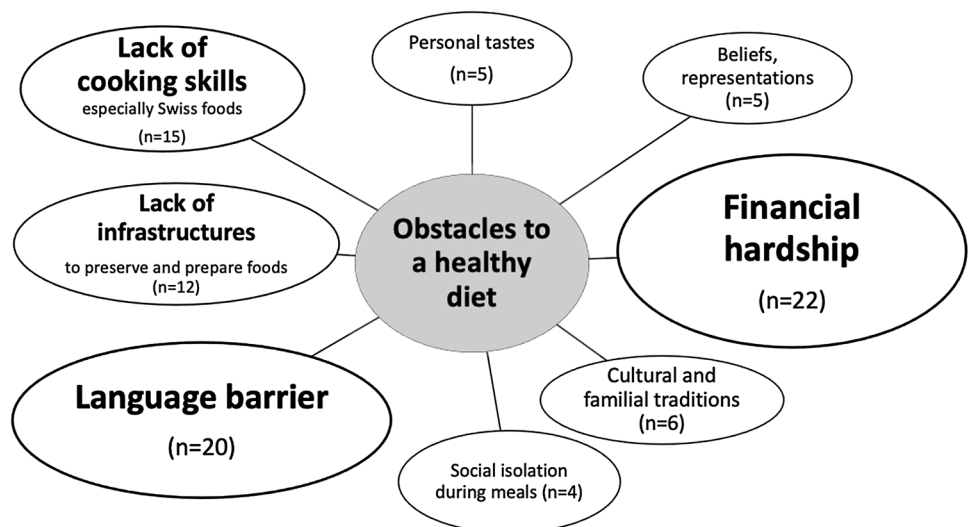 Lack of
cooking skills
especially Swiss foods
(n=15)
Personal tastes
(n=5)
Beliefs,
representations
(n=5)
Lack of
infrastructures
to preserve and prepare foods
(n=12)
Obstacles to
a healthy
diet
Financial
hardship
(n=22)
Language barrier
(n=20)
Cultural and
familial traditions
(n=6)
Social isolation
during meals (n=4)